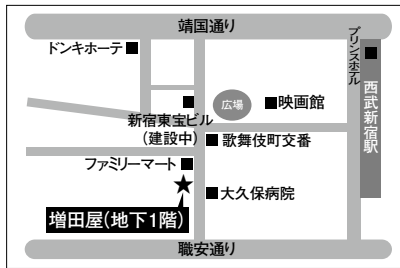 靖国通り
ドンキホーテ
プリンスホテル
西武新宿駅
広場
映画館
新宿東宝ビル
(建設中)
歌舞伎町交番
ファミリーマート
大久保病院
増田屋(地下1階)
職安通り